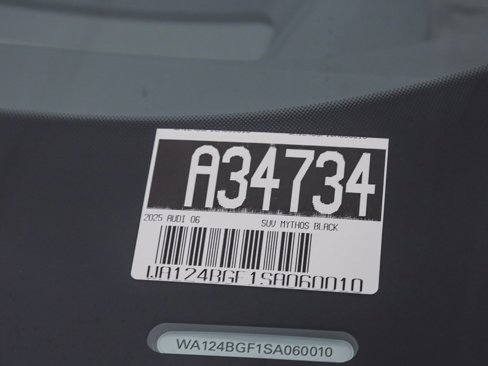 A34734
2025 AUDI Q6
SUV MYTHOS BLACK
WA124BGF1SA060010
WA124BGF1SA060010